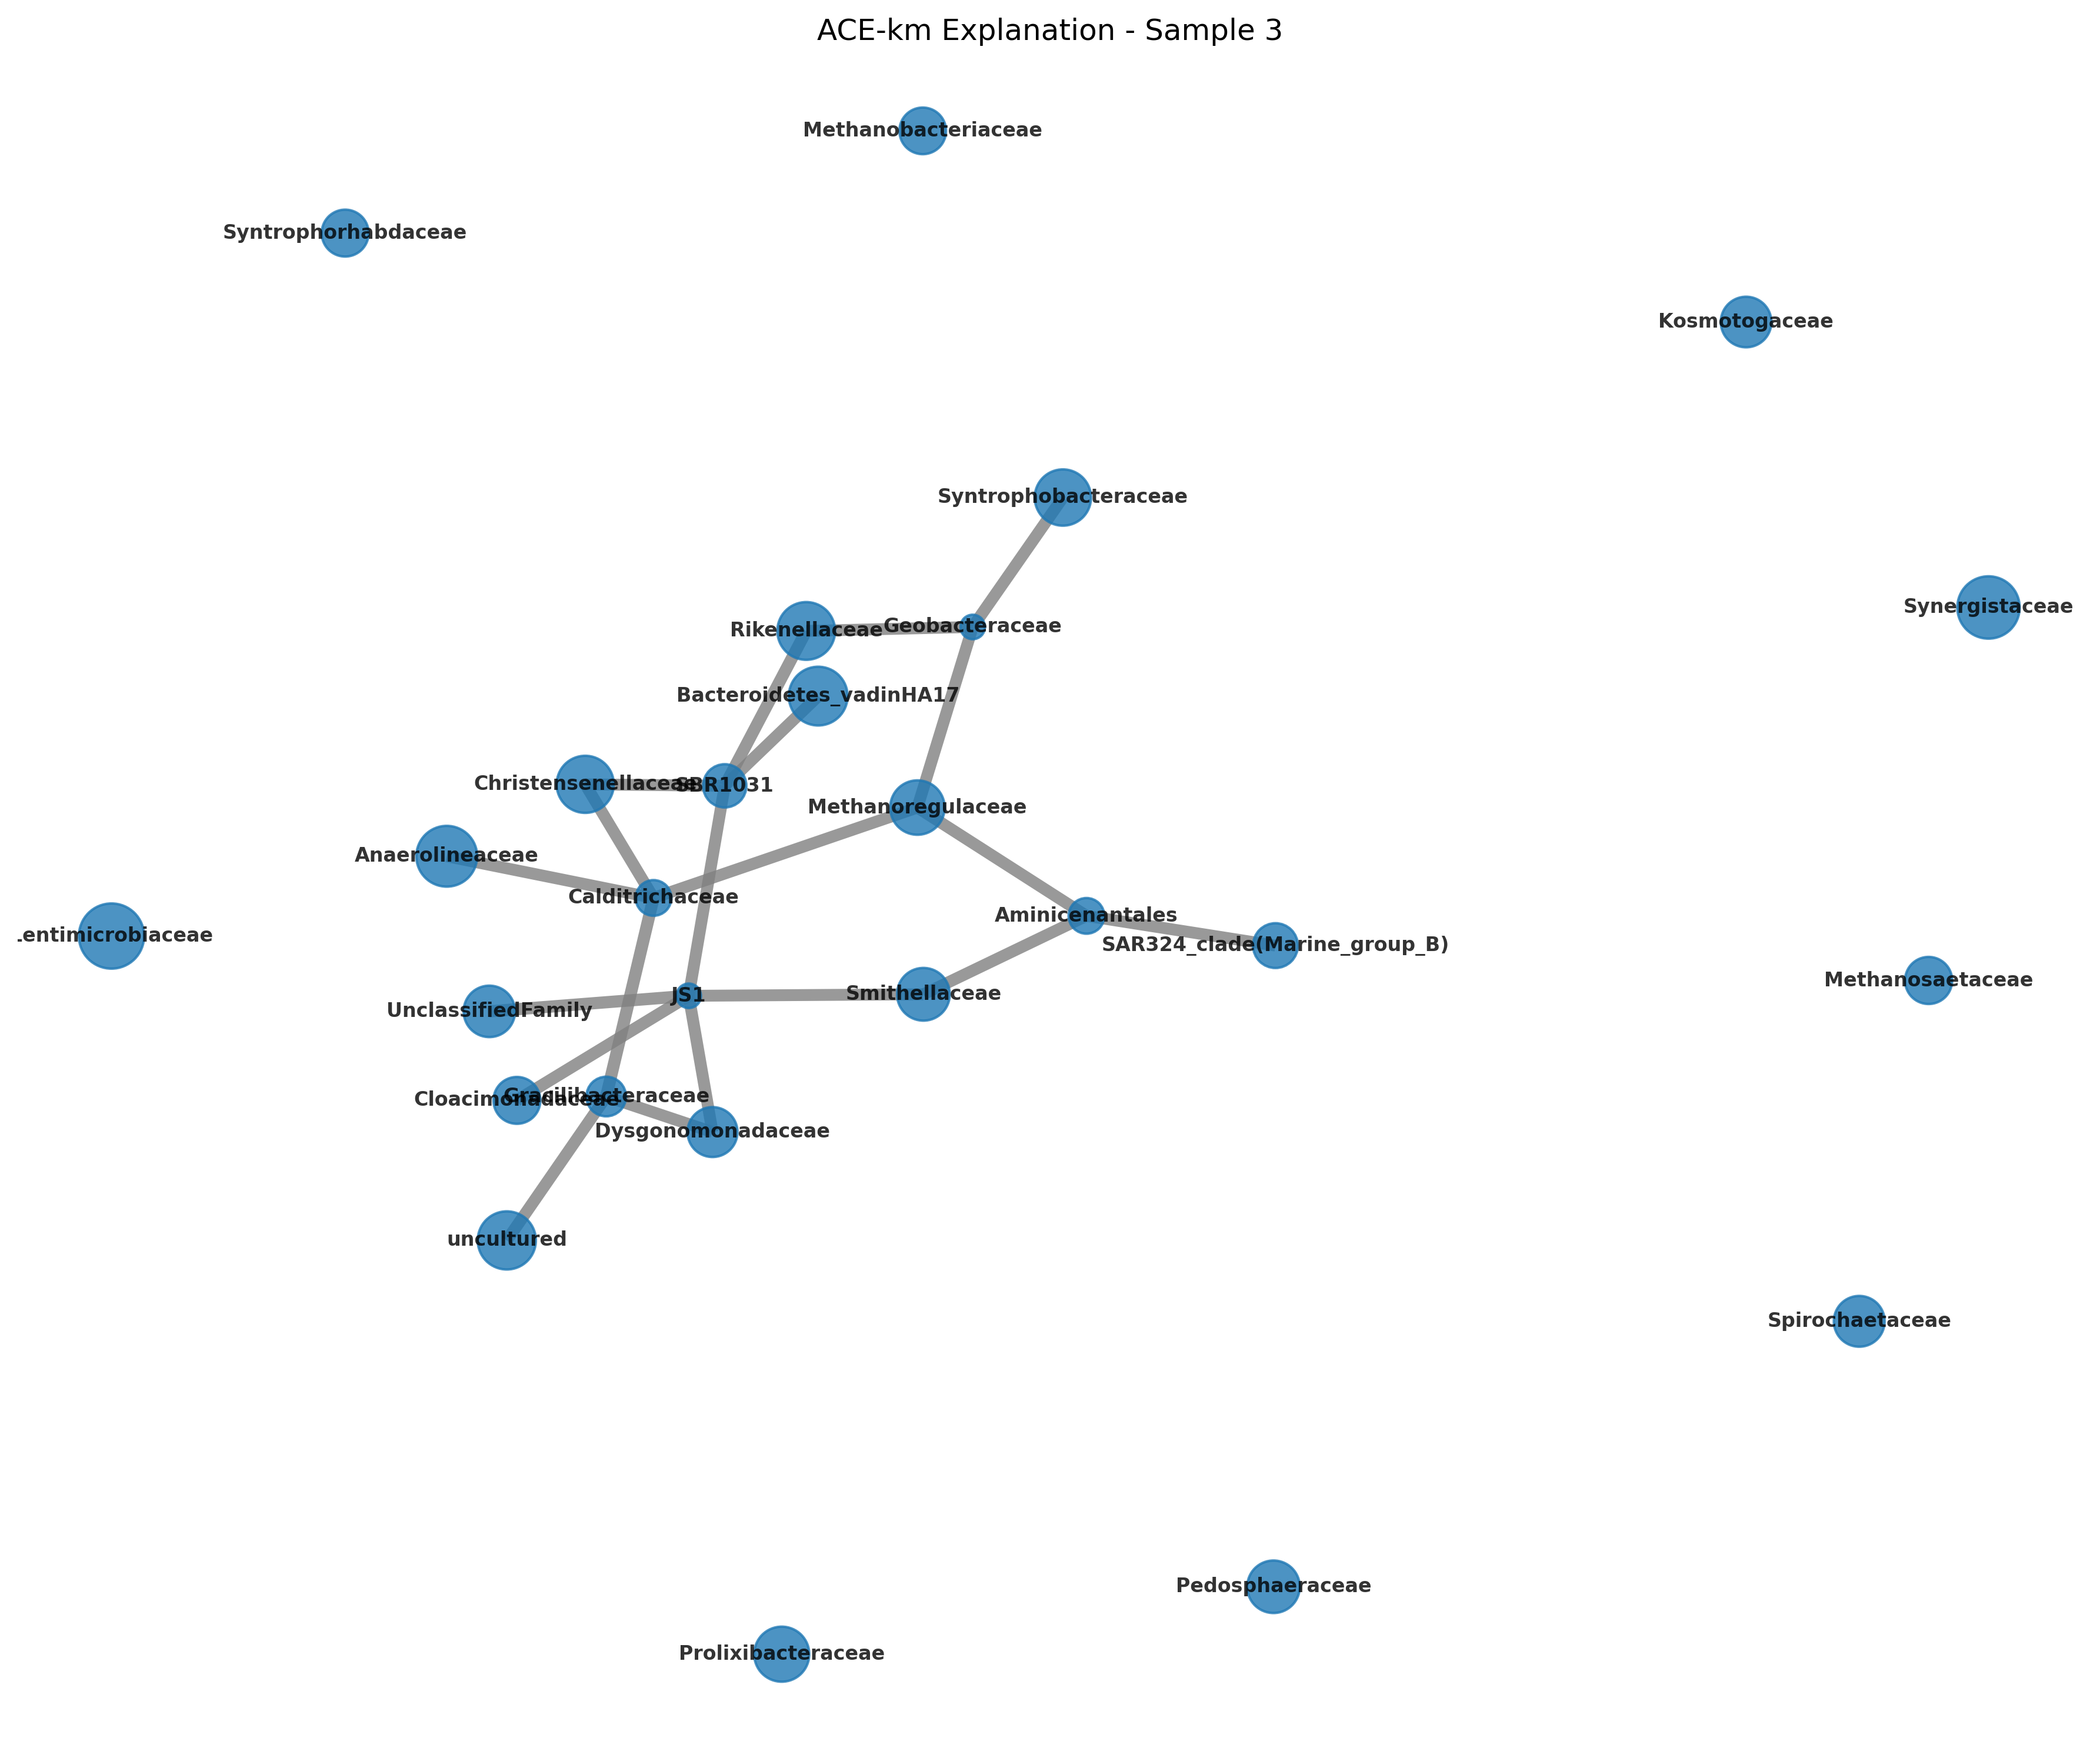 ACE-km Explanation - Sample 3
Methanobacteriaceae
Syntrophorhabdaceae
Kosmotogaceae
Syntrophobacteraceae
Synergistaceae
Rikenellaceae
Geobacteraceae
Bacteroidetes_vadinHA17
Christensenellaceae
SBR1031
Methanoregulaceae
Anaerolineaceae
Calditrichaceae
Aminicenantales
entimicrobiaceae
SAR324_clade(Marine_group_B)
Methanosaetaceae
JS1
Smithellaceae
UnclassifiedFamily
Gracilibacteraceae
Cloacimonadaceae
Dysgonomonadaceae
uncultured
Spirochaetaceae
Pedosphaeraceae
Prolixibacteraceae